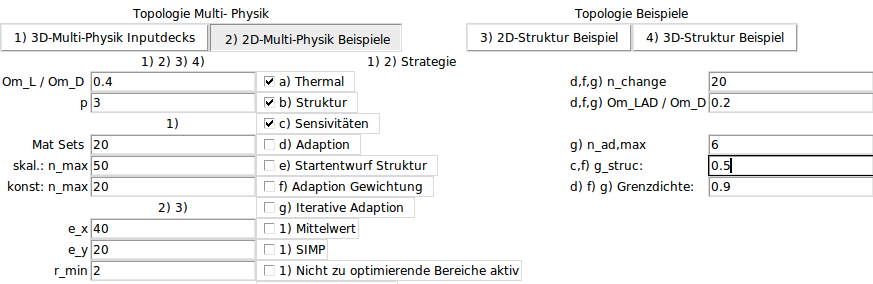 Topologie Multi- Physik Topologie Beispiele
1) 3D-Multi-Physik Inputdecks 2) 2D-Multi-Physik Beispiele 3) 2D-Struktur Beispiel 4) 3D-Struktur Beispiel
1) 2) 3) 4) 1) 2) Strategie
Om_L / Om_D 0.4 a) Thermal d,f,g) n_change 20
p 3 b) Struktur d,f,g) Om_LAD / Om_D 0.2
1) c) Sensivitäten
Mat Sets 20 d) Adaption g) n_ad,max 6
skal.: n_max 50 e) Startentwurf Struktur c,f) g_struc: 0.5
konst: n_max 20 f) Adaption Gewichtung d) f) g) Grenzdichte: 0.9
2) 3) g) Iterative Adaption
e_x 40 1) Mittelwert
e_y 20 1) SIMP
r_min 2 1) Nicht zu optimierende Bereiche aktiv